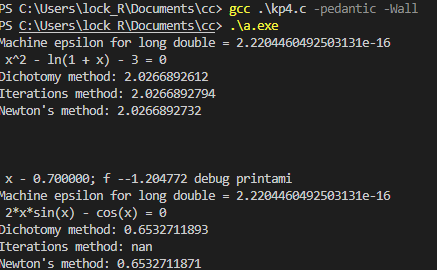 PS C:\Users\lock_R\Documents\cc> gcc .\kp4.c -pedantic -Wall
PS C:\Users\lock_R\Documents\cc> .\a.exe
Machine epsilon for long double = 2.2204460492503131e-16
x^2 - ln(1 + x) - 3 = 0
Dichotomy method: 2.0266892612
Iterations method: 2.0266892794
Newton's method: 2.0266892732
x - 0.700000; f --1.204772 debug printami
Machine epsilon for long double = 2.2204460492503131e-16
2*x*sin(x) - cos(x) = 0
Dichotomy method: 0.6532711893
Iterations method: nan
Newton's method: 0.6532711871